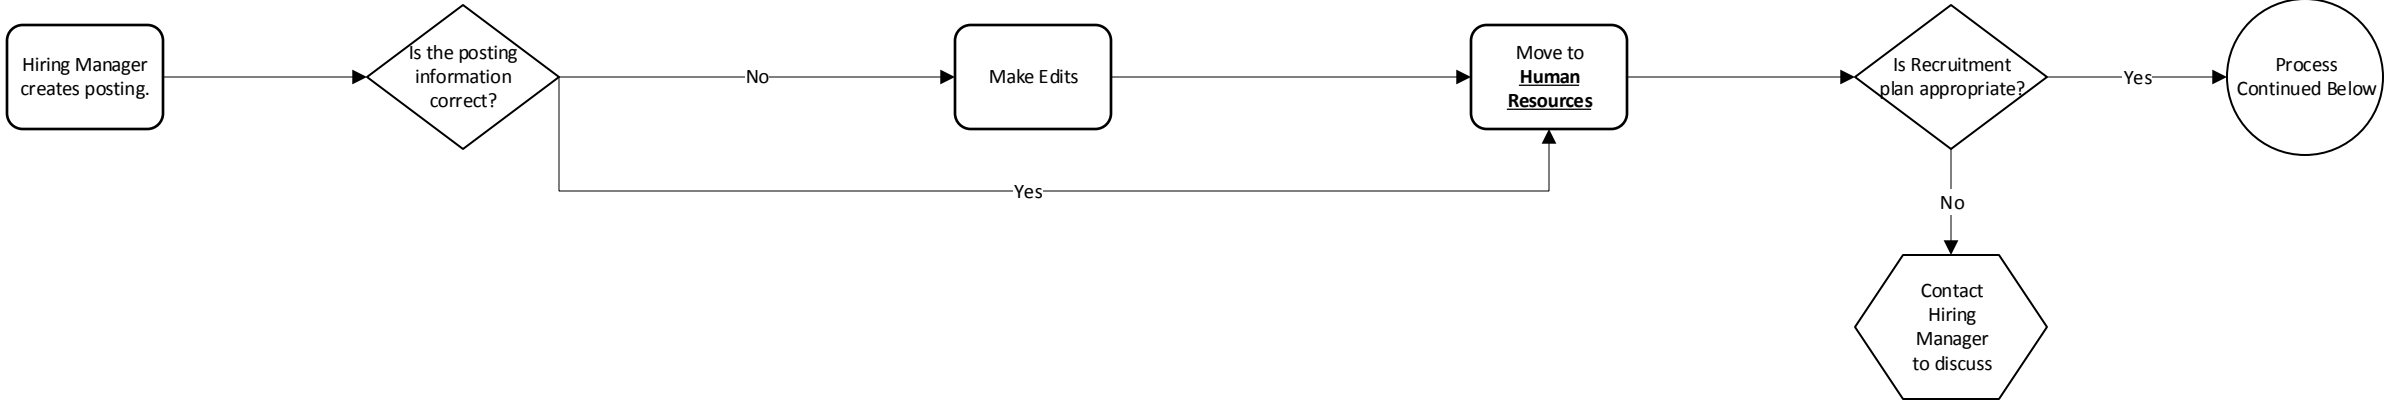 Hiring Manager
creates posting.
Is the posting
information
correct?
No
Make Edits
Yes
Move to
Human
Resources
Is Recruitment
plan appropriate?
Yes
Process
Continued Below
No
Contact
Hiring
Manager
to discuss